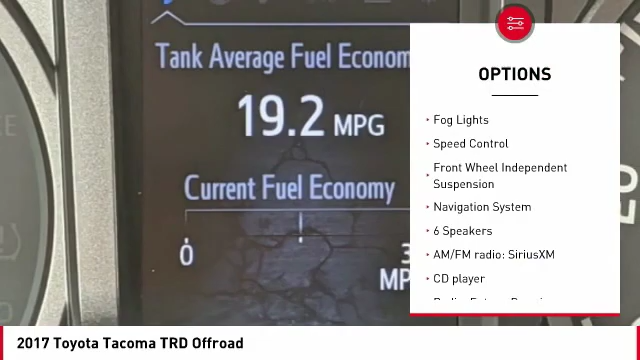 Tank Average Fuel Econom
19.2 MPG
Current Fuel Economy
0
3
MP
OPTIONS
• Fog Lights
• Speed Control
• Front Wheel Independent
Suspension
• Navigation System
• 6 Speakers
• AM/FM radio: SiriusXM
• CD player
2017 Toyota Tacoma TRD Offroad